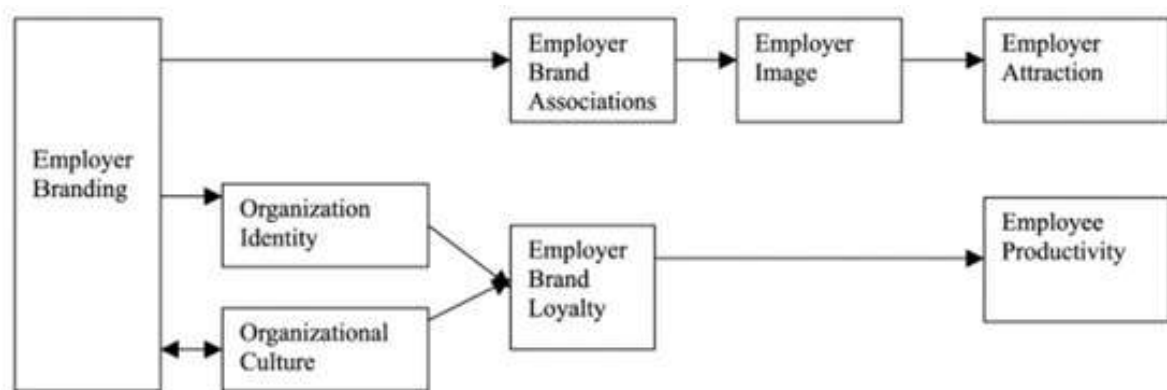 Employer
Branding
Employer
Brand
Associations
Employer
Image
Employer
Attraction
Organization
Identity
Organizational
Culture
Employer
Brand
Loyalty
Employee
Productivity